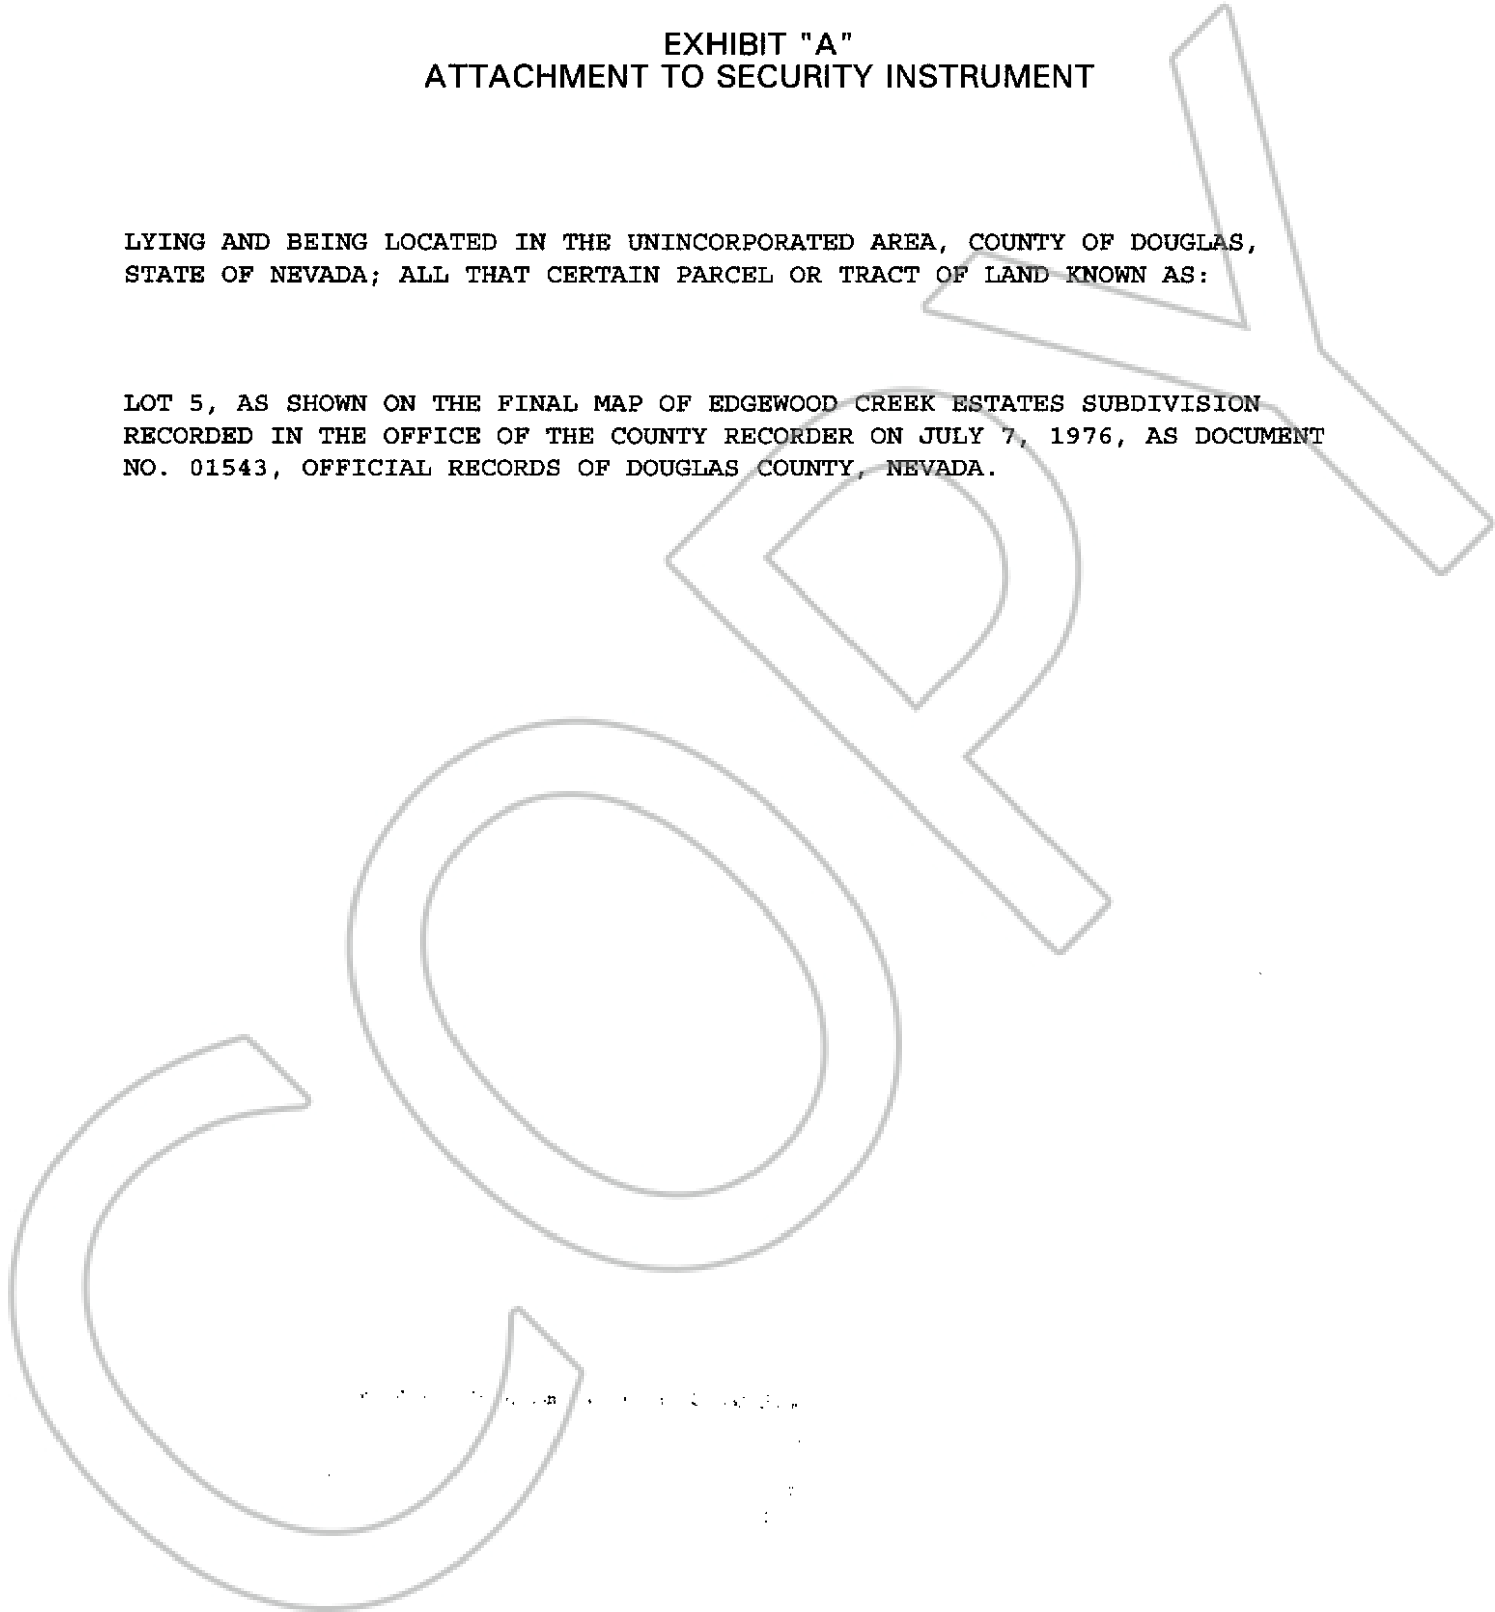 EXHIBIT "A"
ATTACHMENT TO SECURITY INSTRUMENT
LYING AND BEING LOCATED IN THE UNINCORPORATED AREA, COUNTY OF DOUGLAS,
STATE OF NEVADA; ALL THAT CERTAIN PARCEL OR TRACT OF LAND KNOWN AS:
LOT 5, AS SHOWN ON THE FINAL MAP OF EDGEWOOD CREEK ESTATES SUBDIVISION
RECORDED IN THE OFFICE OF THE COUNTY RECORDER ON JULY 7, 1976, AS DOCUMENT
NO. 01543, OFFICIAL RECORDS OF DOUGLAS COUNTY, NEVADA.
COPY